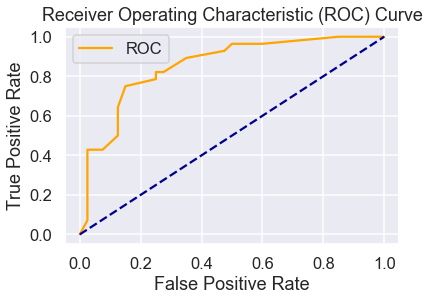 Receiver Operating Characteristic (ROC) Curve
ROC
True Positive Rate
1.0
0.8
0.6
0.4
0.2
0.0
0.0 0.2 0.4 0.6 0.8 1.0
False Positive Rate